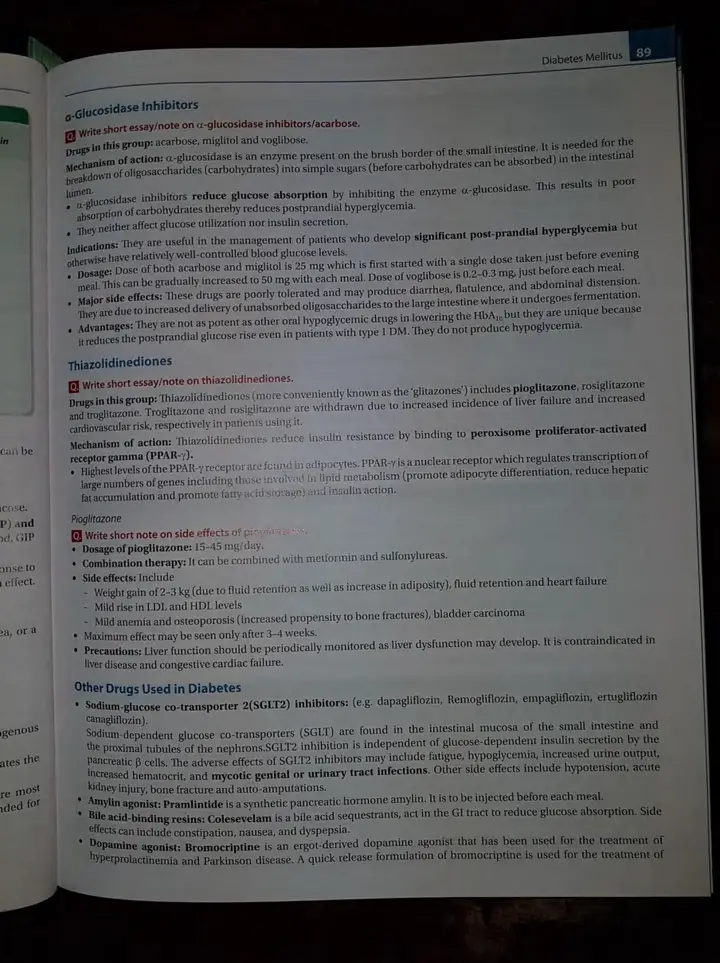 Diabetes Mellitus 89
in
α-Glucosidase Inhibitors
Q. Write short essay/note on α-glucosidase inhibitors/acarbose.
Drugs in this group: acarbose, miglitol and voglibose.
Mechanism of action: α-glucosidase is an enzyme present on the brush border of the small intestine. It is needed for the
breakdown of oligosaccharides (carbohydrates) into simple sugars (before carbohydrates can be absorbed) in the intestinal
lumen.
• α-glucosidase inhibitors reduce glucose absorption by inhibiting the enzyme α-glucosidase. This results in poor
absorption of carbohydrates thereby reduces postprandial hyperglycemia.
• They neither affect glucose utilization nor insulin secretion.
Indications: They are useful in the management of patients who develop significant post-prandial hyperglycemia but
otherwise have relatively well-controlled blood glucose levels.
• Dosage: Dose of both acarbose and miglitol is 25 mg which is first started with a single dose taken just before evening
meal. This can be gradually increased to 50 mg with each meal. Dose of voglibose is 0.2–0.3 mg, just before each meal.
• Major side effects: These drugs are poorly tolerated and may produce diarrhea, flatulence, and abdominal distension.
They are due to increased delivery of unabsorbed oligosaccharides to the large intestine where it undergoes fermentation.
• Advantages: They are not as potent as other oral hypoglycemic drugs in lowering the HbA1c but they are unique because
it reduces the postprandial glucose rise even in patients with type 1 DM. They do not produce hypoglycemia.
Thiazolidinediones
Q. Write short essay/note on thiazolidinediones.
Drugs in this group: Thiazolidinediones (more conveniently known as the 'glitazones') includes pioglitazone, rosiglitazone
and troglitazone. Troglitazone and rosiglitazone are withdrawn due to increased incidence of liver failure and increased
cardiovascular risk, respectively in patients using it.
Mechanism of action: Thiazolidinediones reduce insulin resistance by binding to peroxisome proliferator-activated
receptor gamma (PPAR-γ).
• Highest levels of the PPAR-γ receptor are found in adipocytes. PPAR-γ is a nuclear receptor which regulates transcription of
large numbers of genes including those involved in lipid metabolism (promote adipocyte differentiation, reduce hepatic
fat accumulation and promote fatty acid storage) and insulin action.
Pioglitazone
Q. Write short note on side effects of pioglitazone.
• Dosage of pioglitazone: 15–45 mg/day.
• Combination therapy: It can be combined with metformin and sulfonylureas.
• Side effects: Include
– Weight gain of 2–3 kg (due to fluid retention as well as increase in adiposity), fluid retention and heart failure
– Mild rise in LDL and HDL levels
– Mild anemia and osteoporosis (increased propensity to bone fractures), bladder carcinoma
• Maximum effect may be seen only after 3–4 weeks.
• Precautions: Liver function should be periodically monitored as liver dysfunction may develop. It is contraindicated in
liver disease and congestive cardiac failure.
Other Drugs Used in Diabetes
• Sodium-glucose co-transporter 2(SGLT2) inhibitors: (e.g. dapagliflozin, Remogliflozin, empagliflozin, ertugliflozin
canagliflozin).
Sodium-dependent glucose co-transporters (SGLT) are found in the intestinal mucosa of the small intestine and
the proximal tubules of the nephrons.SGLT2 inhibition is independent of glucose-dependent insulin secretion by the
pancreatic β cells. The adverse effects of SGLT2 inhibitors may include fatigue, hypoglycemia, increased urine output,
increased hematocrit, and mycotic genital or urinary tract infections. Other side effects include hypotension, acute
kidney injury, bone fracture and auto-amputations.
• Amylin agonist: Pramlintide is a synthetic pancreatic hormone amylin. It is to be injected before each meal.
• Bile acid-binding resins: Colesevelam is a bile acid sequestrants, act in the GI tract to reduce glucose absorption. Side
effects can include constipation, nausea, and dyspepsia.
• Dopamine agonist: Bromocriptine is an ergot-derived dopamine agonist that has been used for the treatment of
hyperprolactinemia and Parkinson disease. A quick release formulation of bromocriptine is used for the treatment of
can be
P) and
GIP
effect.
or a
ates the
re most
for